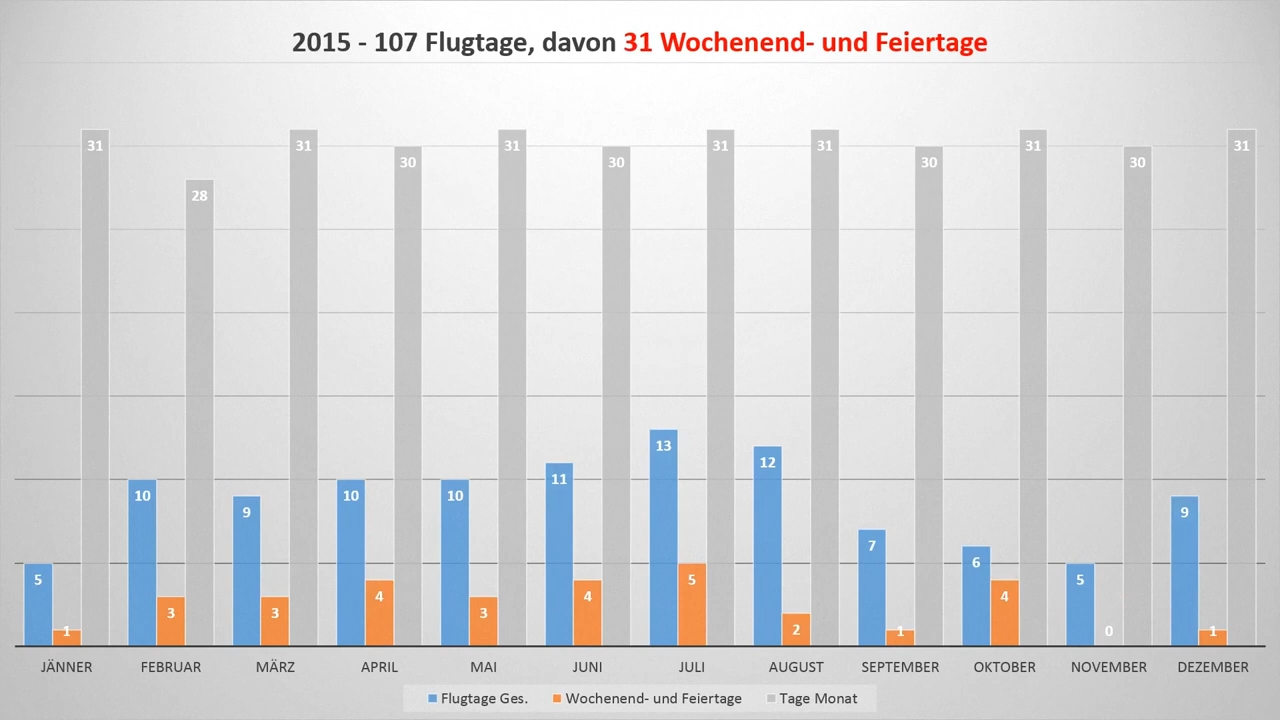 2015 - 107 Flugtage, davon 31 Wochenend- und Feiertage
31 28 31 30 31 30 31 31 30 31 30 31
5 10 9 10 10 11 13 12 7 6 5 9
1 3 3 4 3 4 5 2 1 4 0 1
JÄNNER FEBRUAR MÄRZ APRIL MAI JUNI JULI AUGUST SEPTEMBER OKTOBER NOVEMBER DEZEMBER
Flugtage Ges. Wochenend- und Feiertage Tage Monat